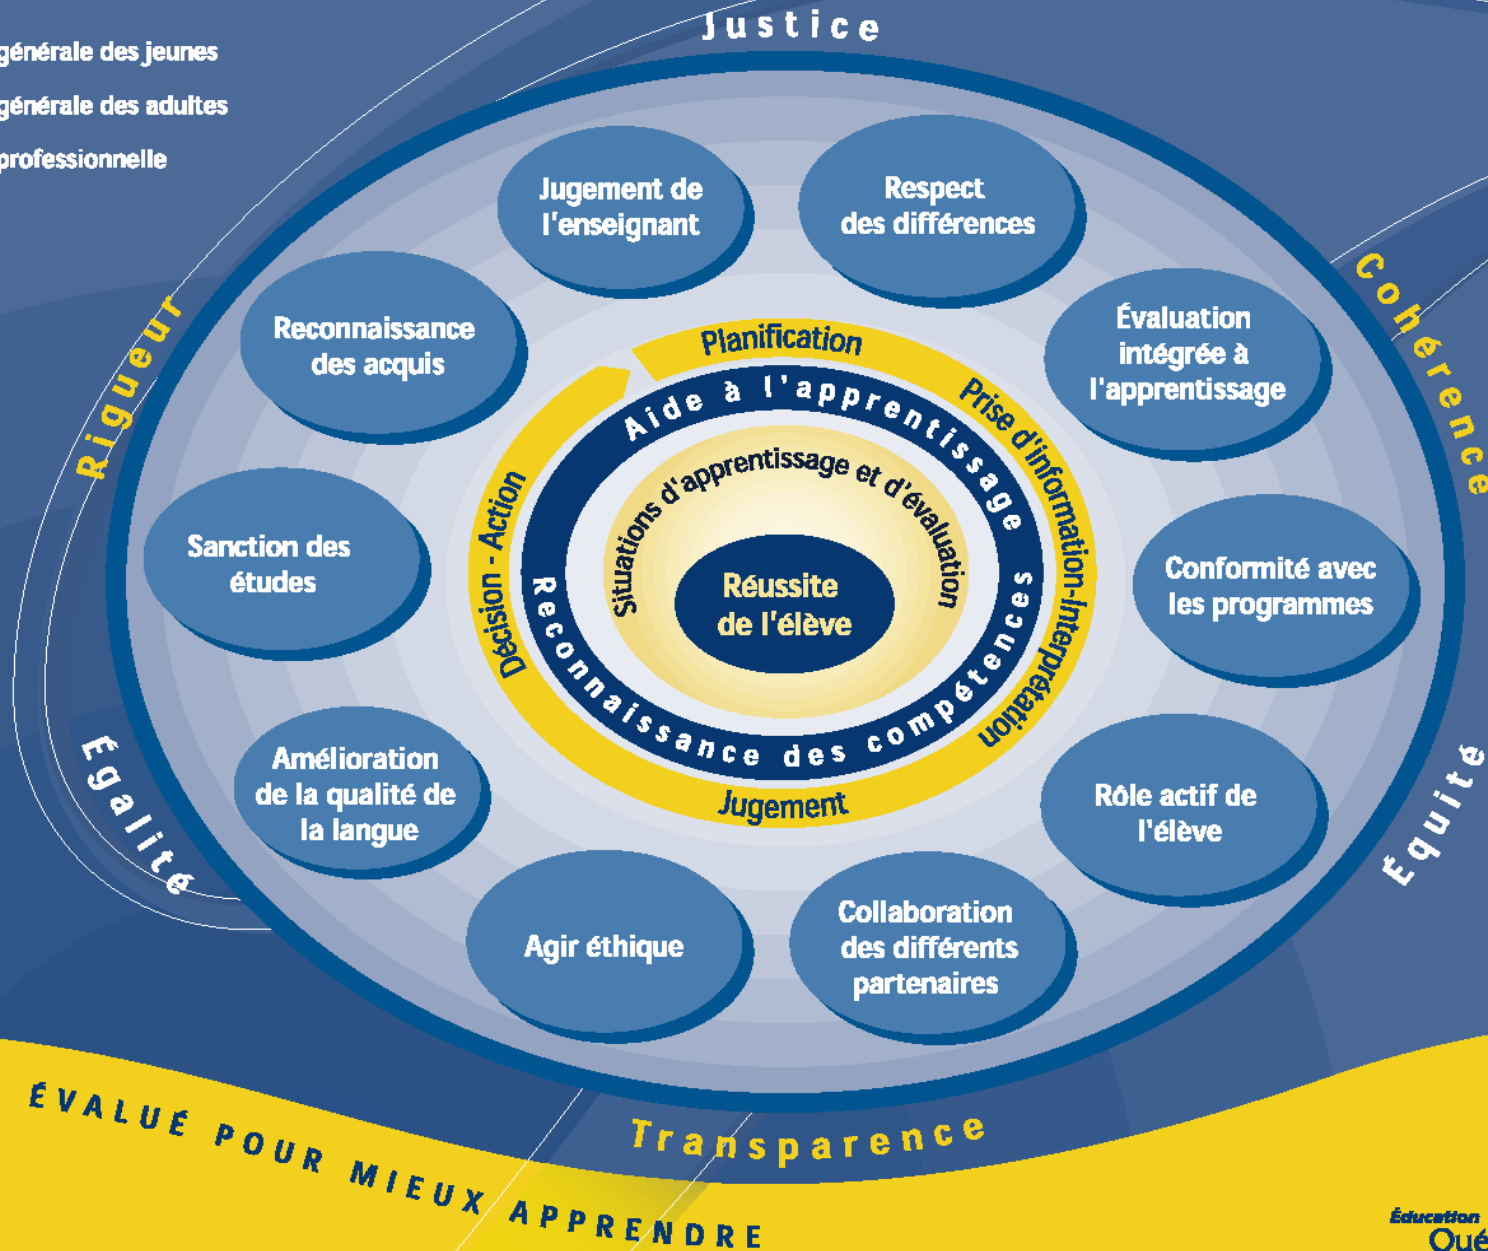 Justice
générale des jeunes
générale des adultes
professionnelle
Rigueur
Cohérence
Égalité
Équité
Transparence
Jugement de
l'enseignant
Respect
des différences
Évaluation
intégrée à
l'apprentissage
Conformité avec
les programmes
Rôle actif de
l'élève
Collaboration
des différents
partenaires
Agir éthique
Amélioration
de la qualité de
la langue
Sanction des
études
Reconnaissance
des acquis
Planification
Prise d'information-Interprétation
Jugement
Décision - Action
Aide à l'apprentissage
Reconnaissance des compétences
Situations d'apprentissage et d'évaluation
Réussite
de l'élève
ÉVALUÉ POUR MIEUX APPRENDRE
Éducation
Qué